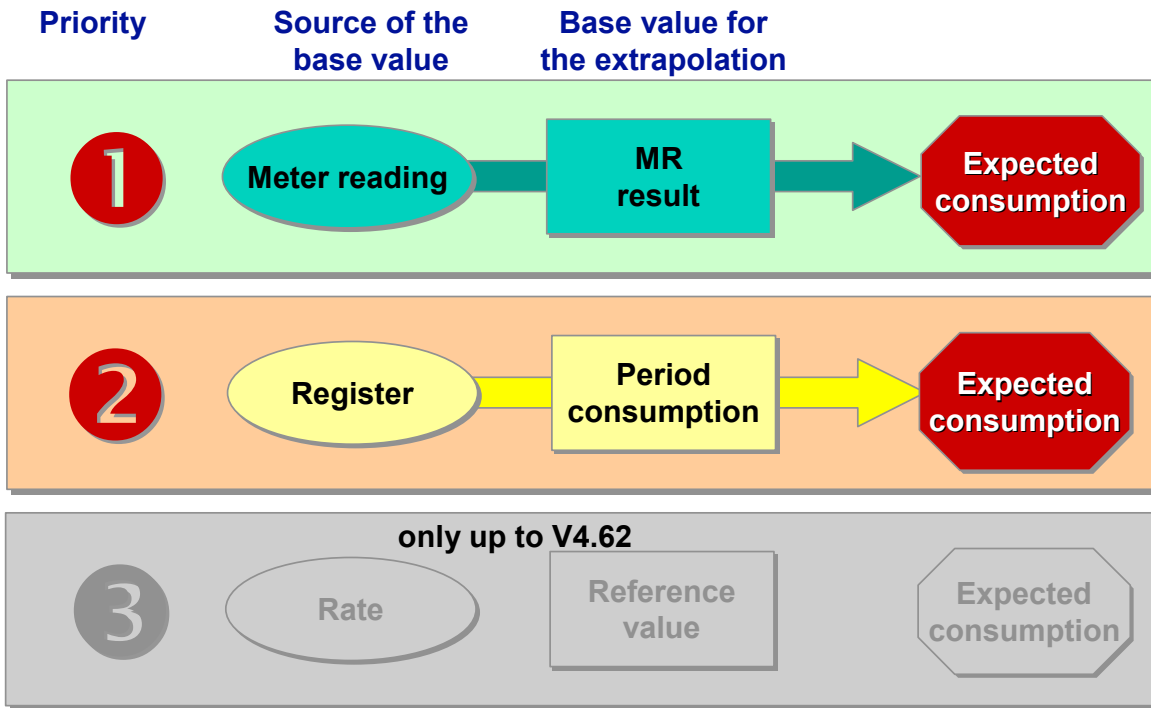 Priority
Source of the
base value
Base value for
the extrapolation
1
Meter reading
MR
result
Expected
consumption
2
Register
Period
consumption
Expected
consumption
only up to V4.62
3
Rate
Reference
value
Expected
consumption